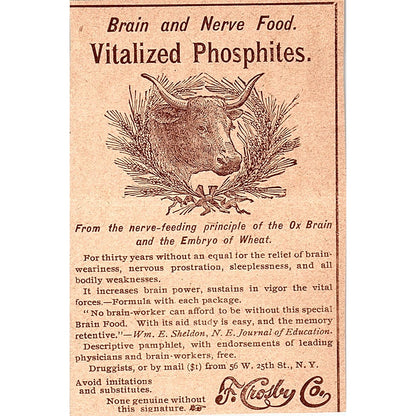 Brain and Nerve Food.
Vitalized Phosphites.
From the nerve-feeding principle of the Ox Brain
and the Embryo of Wheat.
For thirty years without an equal for the relief of brain-
weariness, nervous prostration, sleeplessness, and all
bodily weaknesses.
It increases brain power, sustains in vigor the vital
forces.—Formula with each package.
"No brain-worker can afford to be without this special
Brain Food. With its aid study is easy, and the memory
retentive."—Wm. E. Sheldon, N. E. Journal of Education.
Descriptive pamphlet, with endorsements of leading
physicians and brain-workers, free.
Druggists, or by mail ($1) from 56 W. 25th St., N. Y.
Avoid imitations
and substitutes.
None genuine without
this signature.
F. Crosby Co.